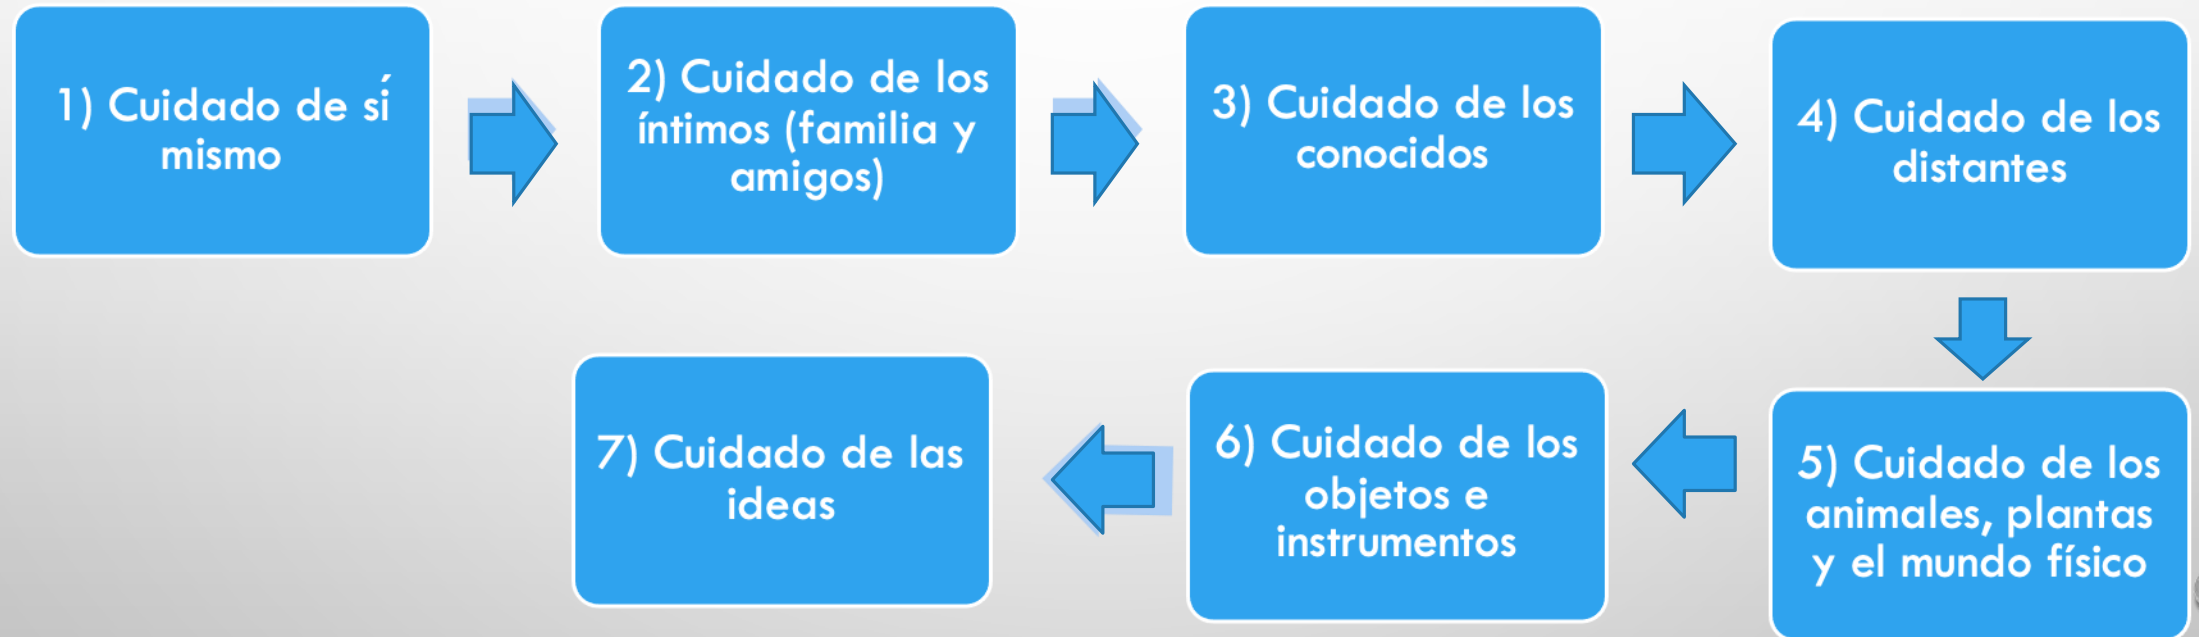 1) Cuidado de sí
mismo
2) Cuidado de los
íntimos (familia y
amigos)
3) Cuidado de los
conocidos
4) Cuidado de los
distantes
5) Cuidado de los
animales, plantas
y el mundo físico
6) Cuidado de los
objetos e
instrumentos
7) Cuidado de las
ideas